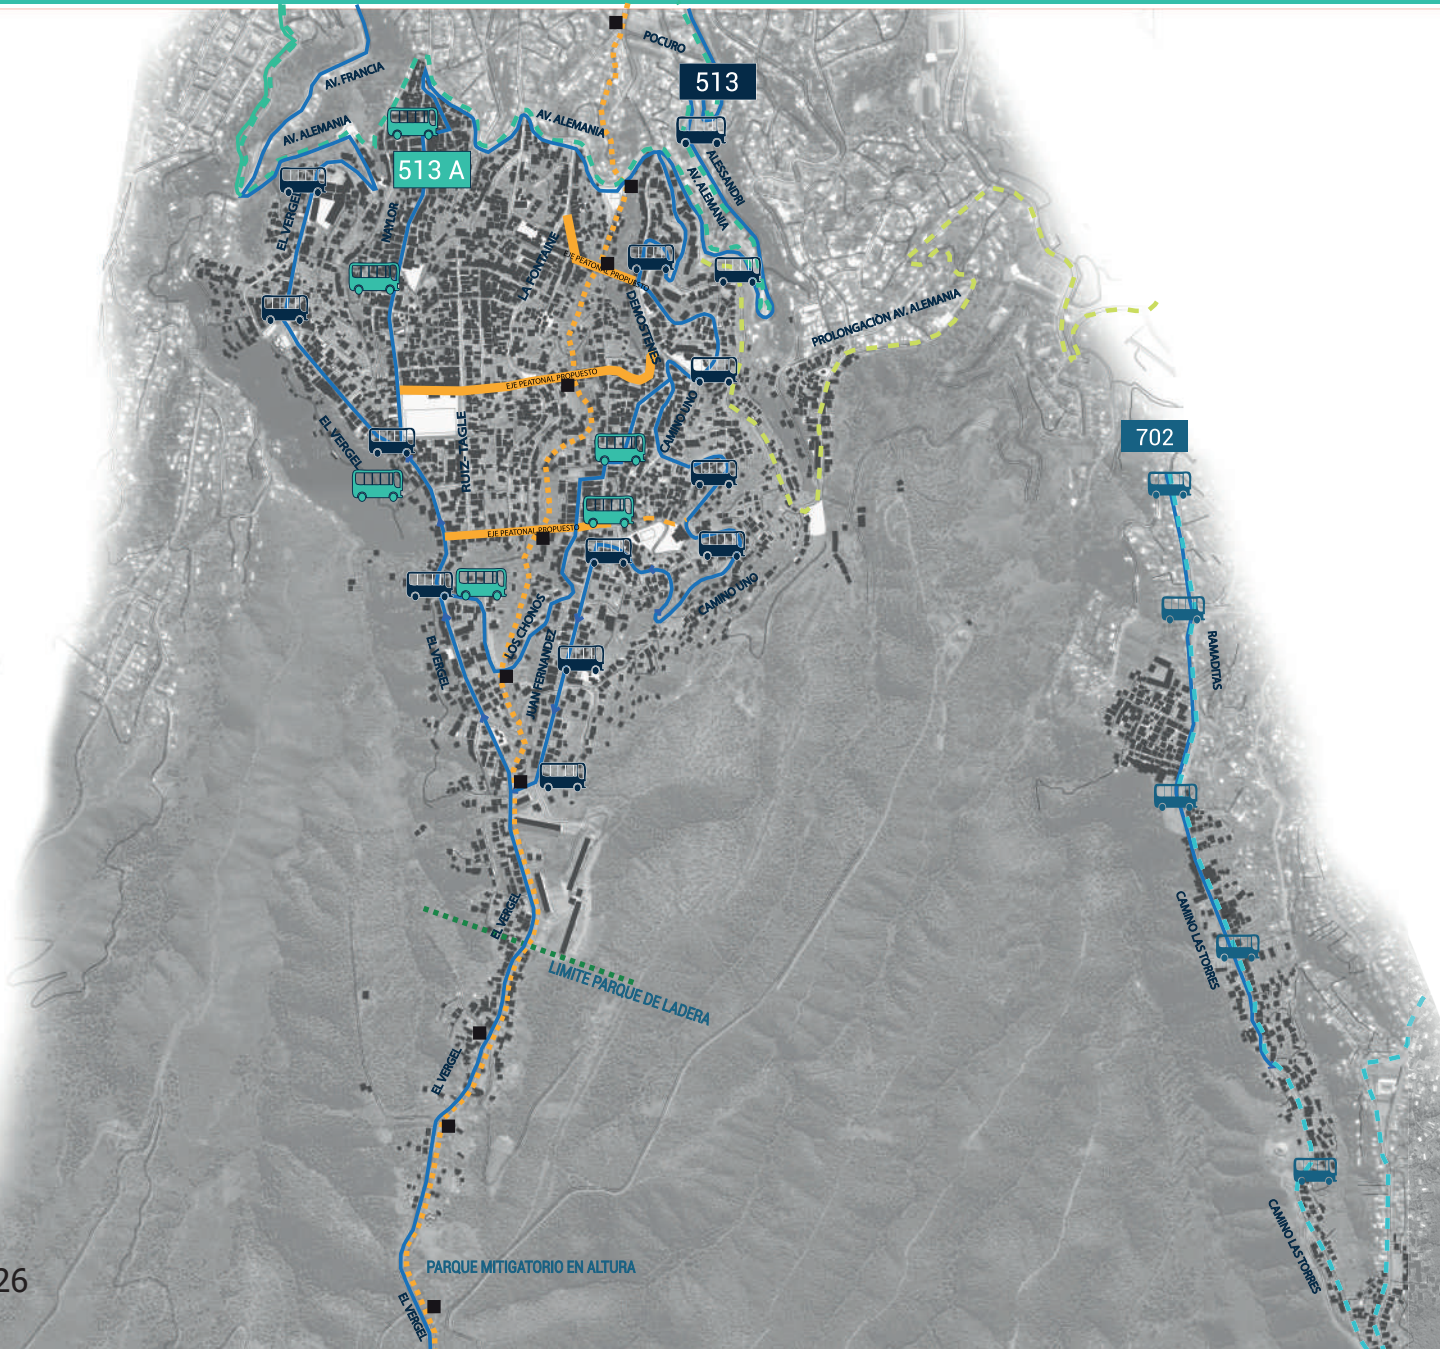 POCURO
AV. FRANCIA
513
AV. ALEMANIA
AV. ALEMANIA
ALESSANDRI
513 A
AV. ALEMANIA
EL VERGEL
NAYLOR
LA FONTAINE
EJE PEATONAL PROPUESTO
DEMOSTENES
PROLONGACIÒN AV. ALEMANIA
EJE PEATONAL PROPUESTO
CAMINO UNO
EL VERGEL
RUIZ-TAGLE
702
EJE PEATONAL PROPUESTO
CAMINO UNO
LOS CHONOS
EL VERGEL
JUAN FERNANDEZ
RAMADITAS
EL VERGEL
CAMINO LAS TORRES
LIMITE PARQUE DE LADERA
EL VERGEL
CAMINO LAS TORRES
PARQUE MITIGATORIO EN ALTURA
26
EL VERGEL